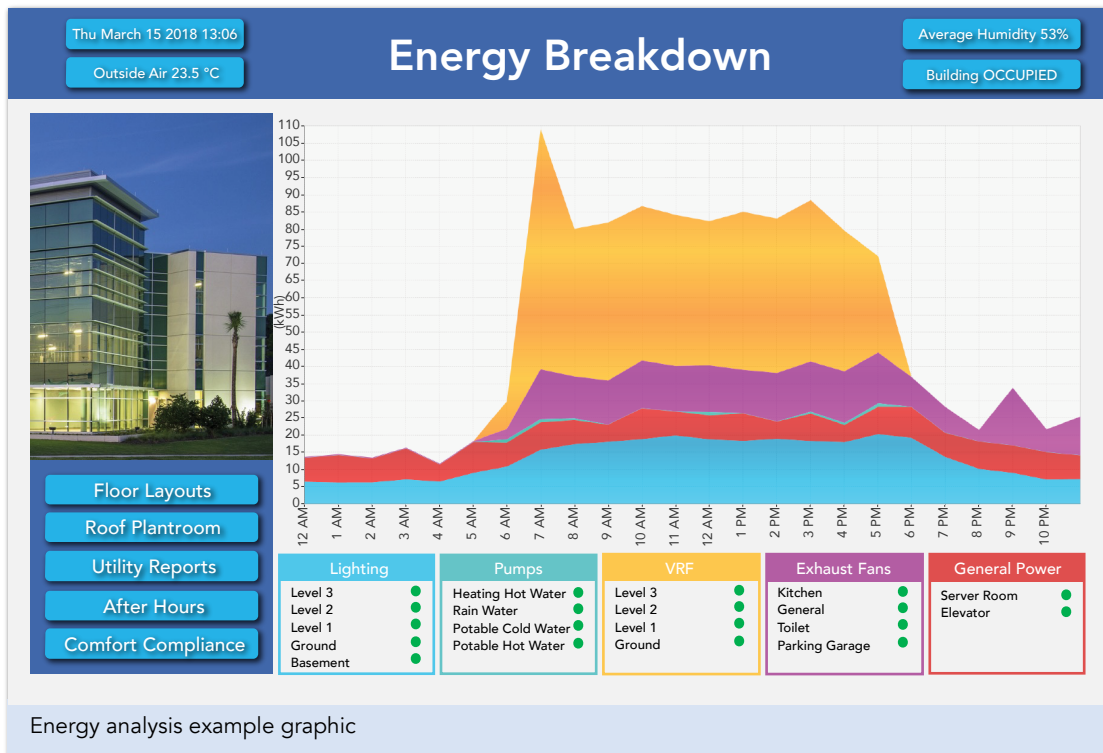 Thu March 15 2018 13:06
Outside Air 23.5 °C
Energy Breakdown
Average Humidity 53%
Building OCCUPIED
110
105
100
95
90
85
80
75
70
65
60
55
50
45
40
35
30
25
20
15
10
5
0
(kWh)
12 AM
1 AM
2 AM
3 AM
4 AM
5 AM
6 AM
7 AM
8 AM
9 AM
10 AM
11 AM
12 AM
1 PM
2 PM
3 PM
4 PM
5 PM
6 PM
7 PM
8 PM
9 PM
10 PM
Floor Layouts
Roof Plantroom
Utility Reports
After Hours
Comfort Compliance
Lighting
Level 3
Level 2
Level 1
Ground
Basement
Pumps
Heating Hot Water
Rain Water
Potable Cold Water
Potable Hot Water
VRF
Level 3
Level 2
Level 1
Ground
Exhaust Fans
Kitchen
General
Toilet
Parking Garage
General Power
Server Room
Elevator
Energy analysis example graphic